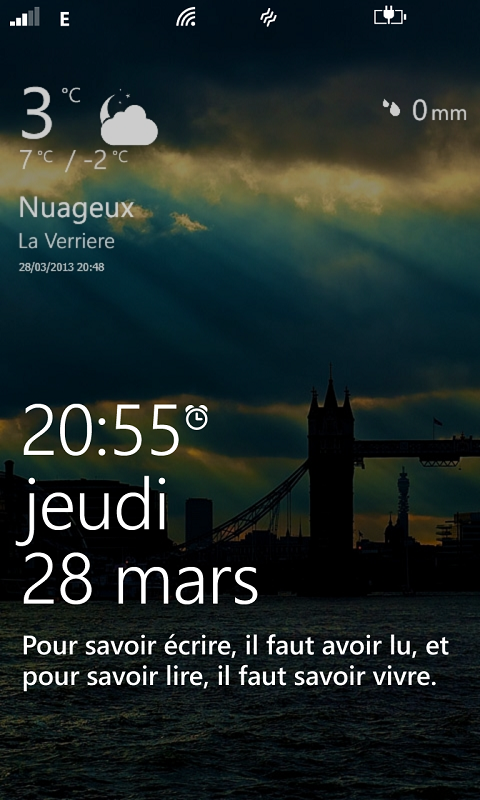 E
3 °C
0 mm
7 °C / -2 °C
Nuageux
La Verriere
28/03/2013 20:48
20:55
jeudi
28 mars
Pour savoir écrire, il faut avoir lu, et
pour savoir lire, il faut savoir vivre.